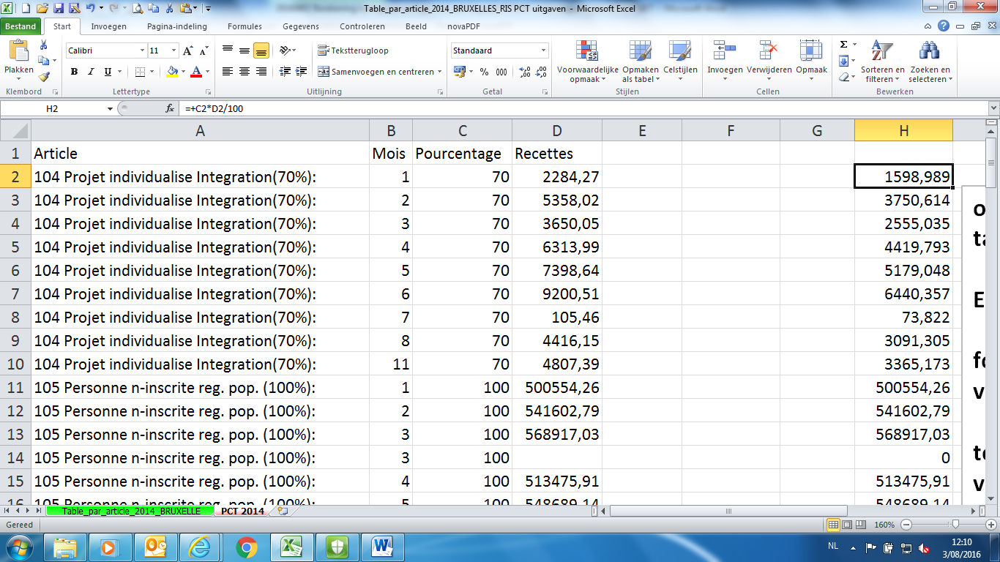 Table_par_article_2014_BRUXELLES_RIS PCT uitgaven - Microsoft Excel
Bestand Start Invoegen Pagina-indeling Formules Gegevens Controleren Beeld novaPDF
Plakken
Calibri 11
B I U
Tekstterugloop
Samenvoegen en centreren
Standaard
% 000
Voorwaardelijke opmaak
Opmaken als tabel
Celstijlen
Invoegen Verwijderen Opmaak
Sorteren en filteren
Zoeken en selecteren
Klembord Lettertype Uitlijning Getal Stijlen Cellen Bewerken
H2 fx =+C2*D2/100
A B C D E F G H
1 Article Mois Pourcentage Recettes
2 104 Projet individualise Integration(70%): 1 70 2284,27 1598,989
3 104 Projet individualise Integration(70%): 2 70 5358,02 3750,614
4 104 Projet individualise Integration(70%): 3 70 3650,05 2555,035
5 104 Projet individualise Integration(70%): 4 70 6313,99 4419,793
6 104 Projet individualise Integration(70%): 5 70 7398,64 5179,048
7 104 Projet individualise Integration(70%): 6 70 9200,51 6440,357
8 104 Projet individualise Integration(70%): 7 70 105,46 73,822
9 104 Projet individualise Integration(70%): 8 70 4416,15 3091,305
10 104 Projet individualise Integration(70%): 11 70 4807,39 3365,173
11 105 Personne n-inscrite reg. pop. (100%): 1 100 500554,26 500554,26
12 105 Personne n-inscrite reg. pop. (100%): 2 100 541602,79 541602,79
13 105 Personne n-inscrite reg. pop. (100%): 3 100 568917,03 568917,03
14 105 Personne n-inscrite reg. pop. (100%): 3 100 0
15 105 Personne n-inscrite reg. pop. (100%): 4 100 513475,91 513475,91
16 105 Personne n-inscrite reg. pop. (100%): 5 100 548689,14 548689,14
Table_par_article_2014_BRUXELLE PCT 2014
Gereed 160%
NL 12:10
3/08/2016